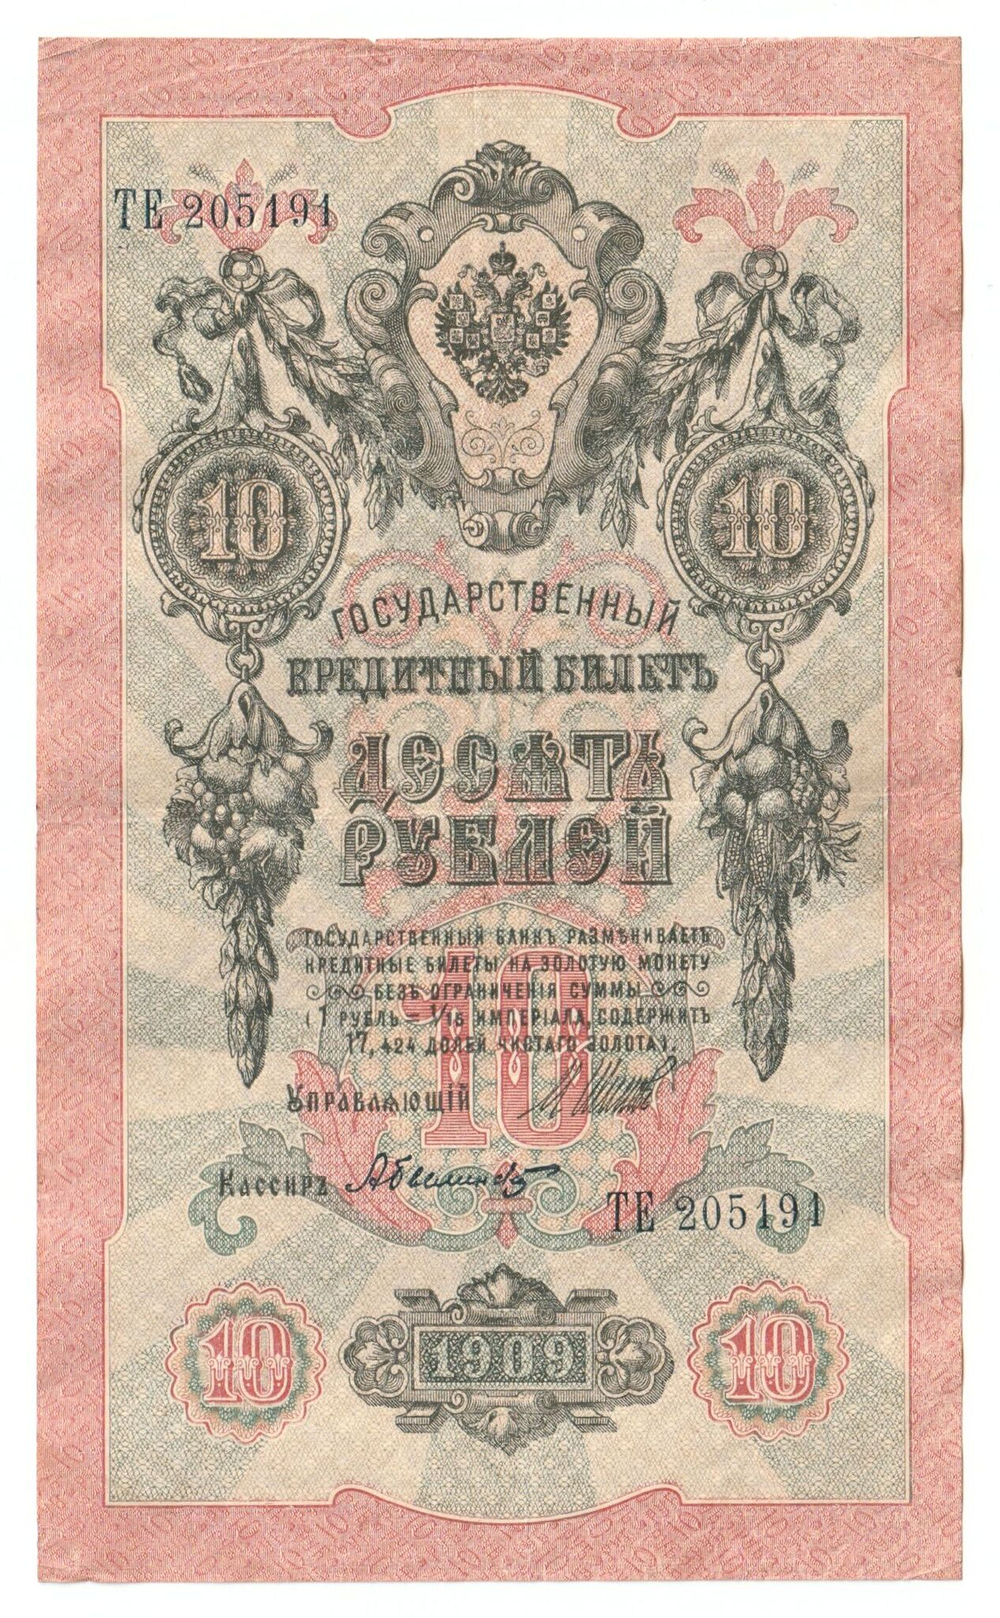 ТЕ 205191
10
10
ГОСУДАРСТВЕННЫЙ
КРЕДИТНЫЙ БИЛЕТЪ
ДЕСЯТЬ
РУБЛЕЙ
ГОСУДАРСТВЕННЫЙ БАНКЪ РАЗМѢНИВАЕТЪ
КРЕДИТНЫЕ БИЛЕТЫ НА ЗОЛОТУЮ МОНЕТУ
БЕЗЪ ОГРАНИЧЕНІЯ СУММЫ
(1 РУБЛЬ = 1/15 ИМПЕРІАЛА, СОДЕРЖИТЪ
17,424 ДОЛЕЙ ЧИСТАГО ЗОЛОТА).
10
УПРАВЛЯЮЩІЙ
КАССИРЪ
ТЕ 205191
10
1909
10